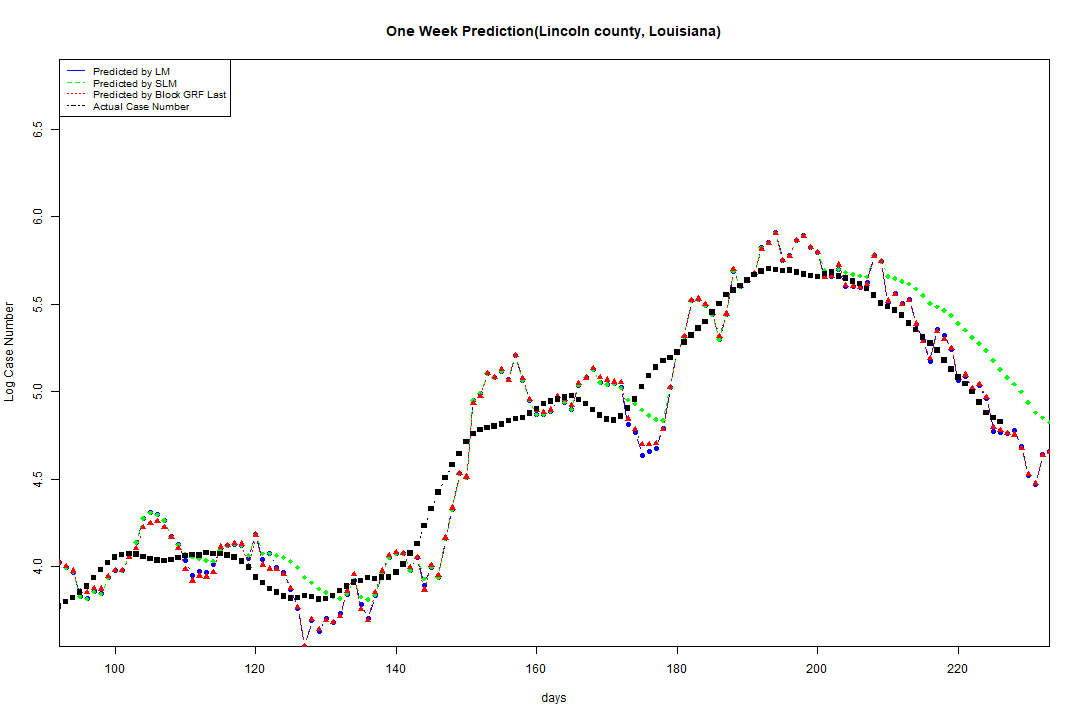 One Week Prediction(Lincoln county, Louisiana)
Predicted by LM
Predicted by SLM
Predicted by Block GRF Last
Actual Case Number
Log Case Number
6.5
6.0
5.5
5.0
4.5
4.0
100 120 140 160 180 200 220
days